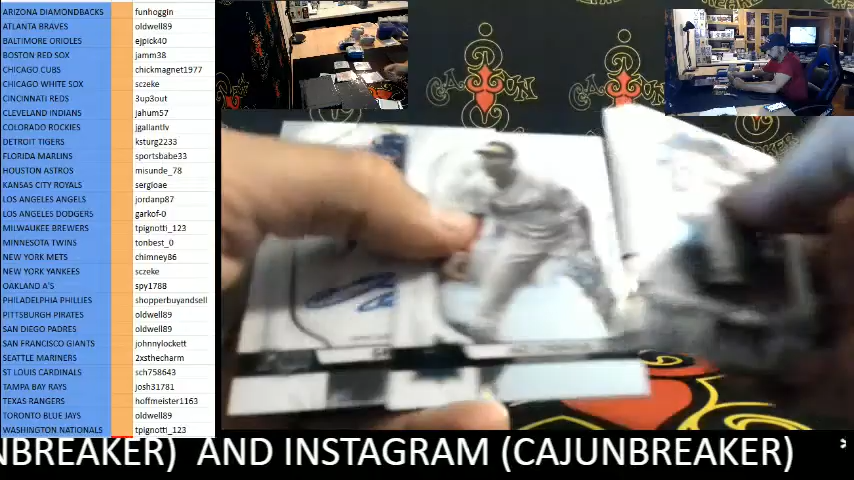 ARIZONA DIAMONDBACKS funhoggin
ATLANTA BRAVES oldwell89
BALTIMORE ORIOLES ejpick40
BOSTON RED SOX jamm38
CHICAGO CUBS chickmagnet1977
CHICAGO WHITE SOX sczeke
CINCINNATI REDS 3up3out
CLEVELAND INDIANS jahum57
COLORADO ROCKIES jgallantlv
DETROIT TIGERS ksturg2233
FLORIDA MARLINS sportsbabe33
HOUSTON ASTROS misunde_78
KANSAS CITY ROYALS sergioae
LOS ANGELES ANGELS jordanp87
LOS ANGELES DODGERS garkof-0
MILWAUKEE BREWERS tpignotti_123
MINNESOTA TWINS tonbest_0
NEW YORK METS chimney86
NEW YORK YANKEES sczeke
OAKLAND A'S spy1788
PHILADELPHIA PHILLIES shopperbuyandsell
PITTSBURGH PIRATES oldwell89
SAN DIEGO PADRES oldwell89
SAN FRANCISCO GIANTS johnnylockett
SEATTLE MARINERS 2xsthecharm
ST LOUIS CARDINALS sch758643
TAMPA BAY RAYS josh31781
TEXAS RANGERS hoffmeister1163
TORONTO BLUE JAYS oldwell89
WASHINGTON NATIONALS tpignotti_123
NBREAKER) AND INSTAGRAM (CAJUNBREAKER)